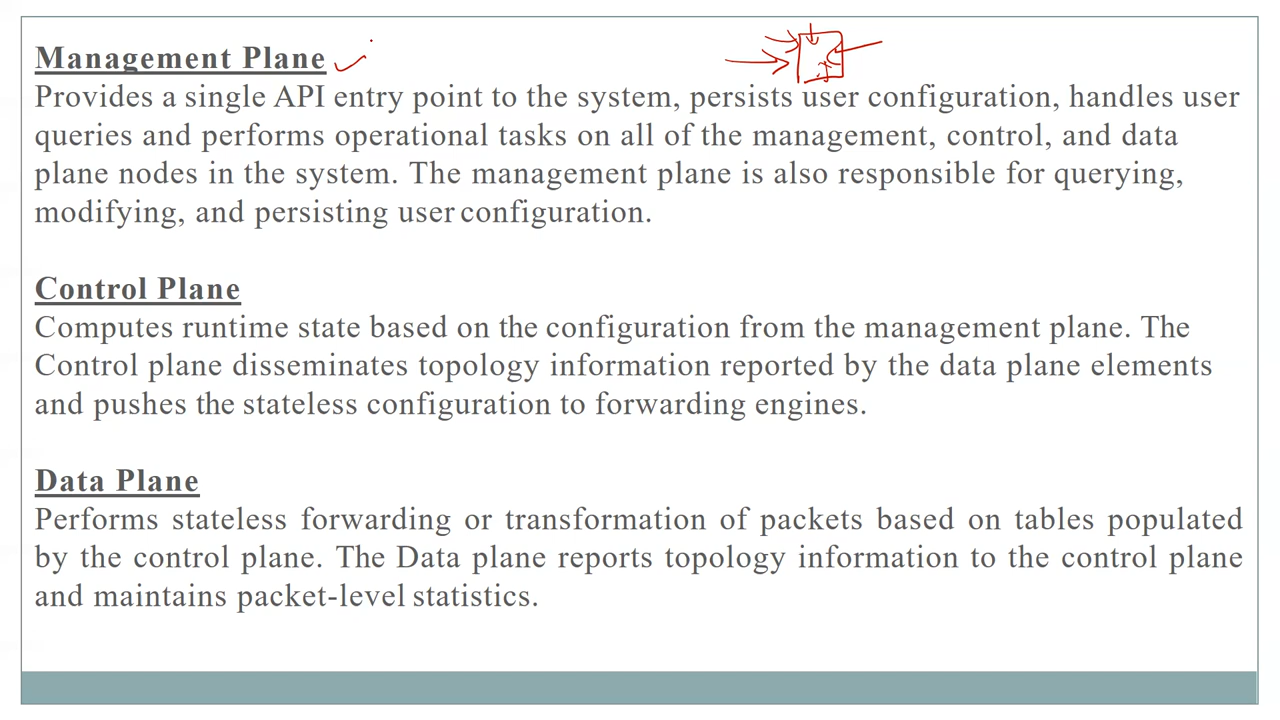 Management Plane
Provides a single API entry point to the system, persists user configuration, handles user
queries and performs operational tasks on all of the management, control, and data
plane nodes in the system. The management plane is also responsible for querying,
modifying, and persisting user configuration.
Control Plane
Computes runtime state based on the configuration from the management plane. The
Control plane disseminates topology information reported by the data plane elements
and pushes the stateless configuration to forwarding engines.
Data Plane
Performs stateless forwarding or transformation of packets based on tables populated
by the control plane. The Data plane reports topology information to the control plane
and maintains packet-level statistics.